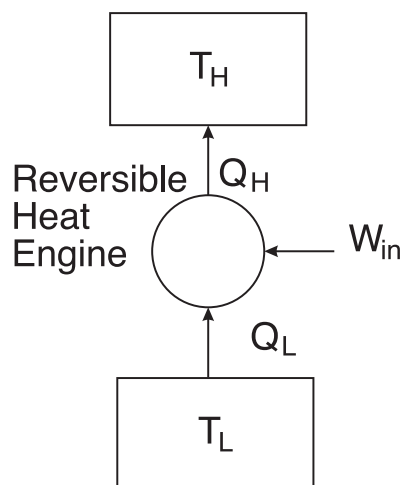 T_H
Q_H
Reversible
Heat
Engine
W_in
Q_L
T_L